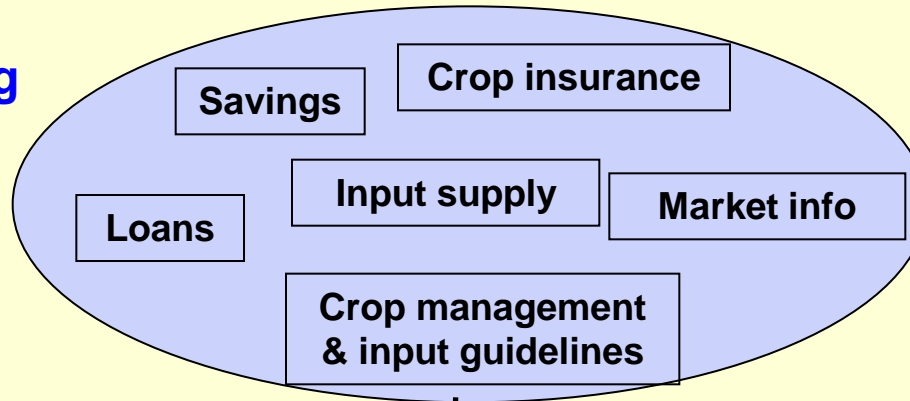 g
Crop insurance
Savings
Input supply
Market info
Loans
Crop management
& input guidelines